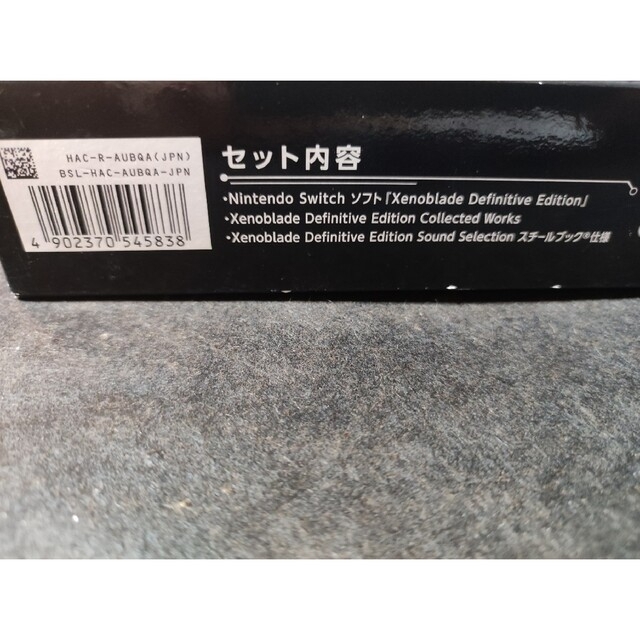 HAC-R-AUBQA(JPN)
BSL-HAC-AUBQA-JPN
4 902370 545838
セット内容
・Nintendo Switch ソフト「Xenoblade Definitive Edition」
・Xenoblade Definitive Edition Collected Works
・Xenoblade Definitive Edition Sound Selection スチールブック®仕様